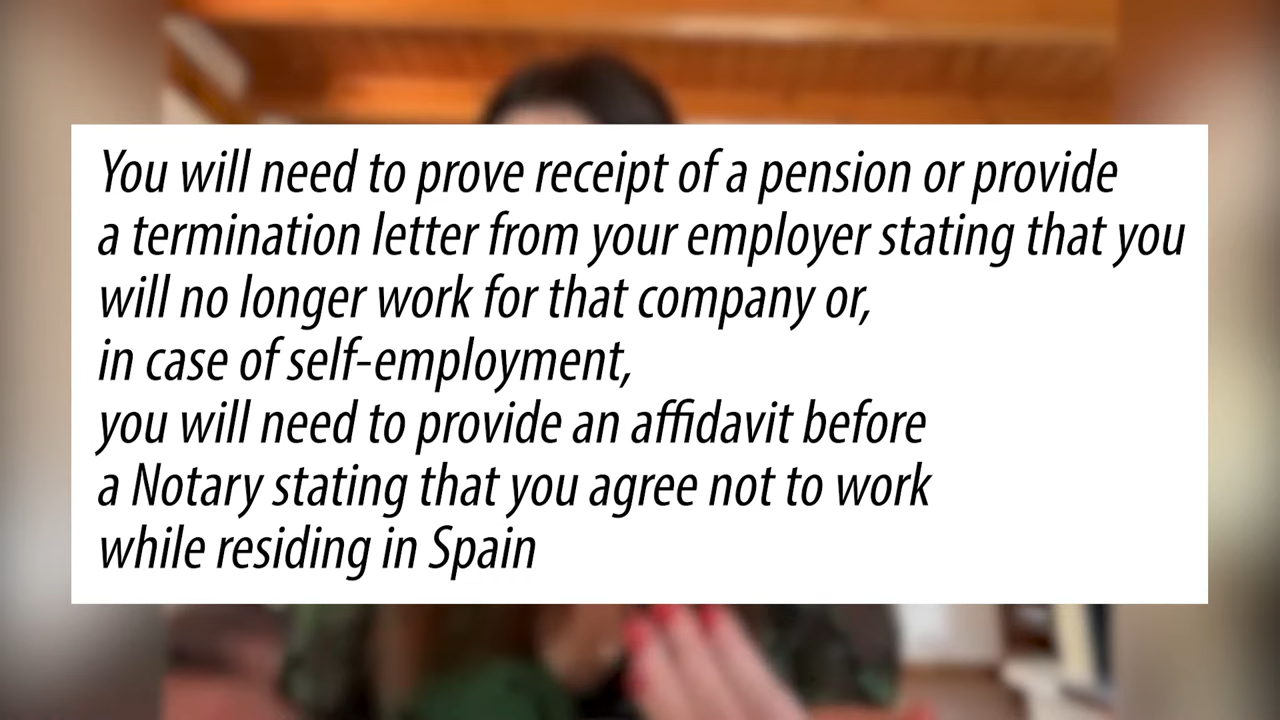 You will need to prove receipt of a pension or provide
a termination letter from your employer stating that you
will no longer work for that company or,
in case of self-employment,
you will need to provide an affidavit before
a Notary stating that you agree not to work
while residing in Spain